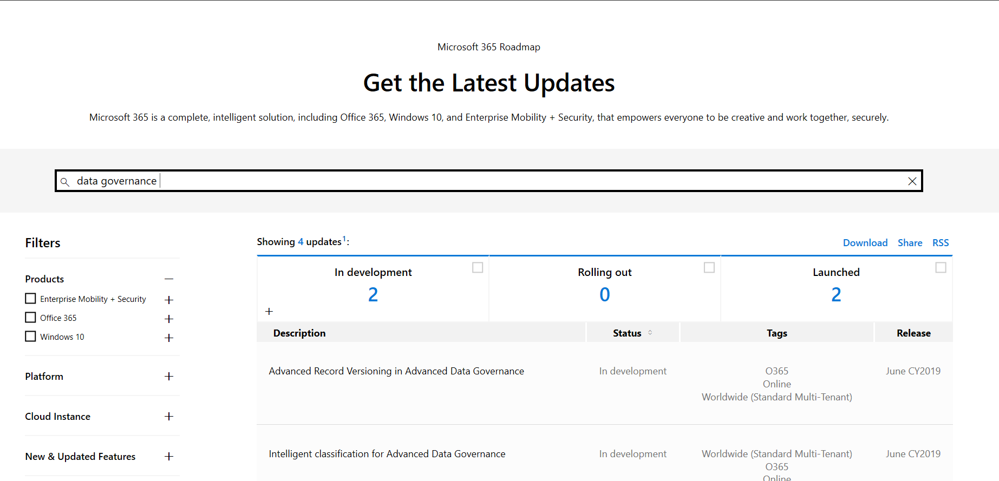 Microsoft 365 Roadmap
Get the Latest Updates
Microsoft 365 is a complete, intelligent solution, including Office 365, Windows 10, and Enterprise Mobility + Security, that empowers everyone to be creative and work together, securely.
data governance
Filters
Products
Enterprise Mobility + Security
Office 365
Windows 10
Platform
Cloud Instance
New & Updated Features
Showing 4 updates1:
Download Share RSS
In development
2
Rolling out
0
Launched
2
Description Status Tags Release
Advanced Record Versioning in Advanced Data Governance In development O365 June CY2019
Online
Worldwide (Standard Multi-Tenant)
Intelligent classification for Advanced Data Governance In development Worldwide (Standard Multi-Tenant) June CY2019
O365
Online